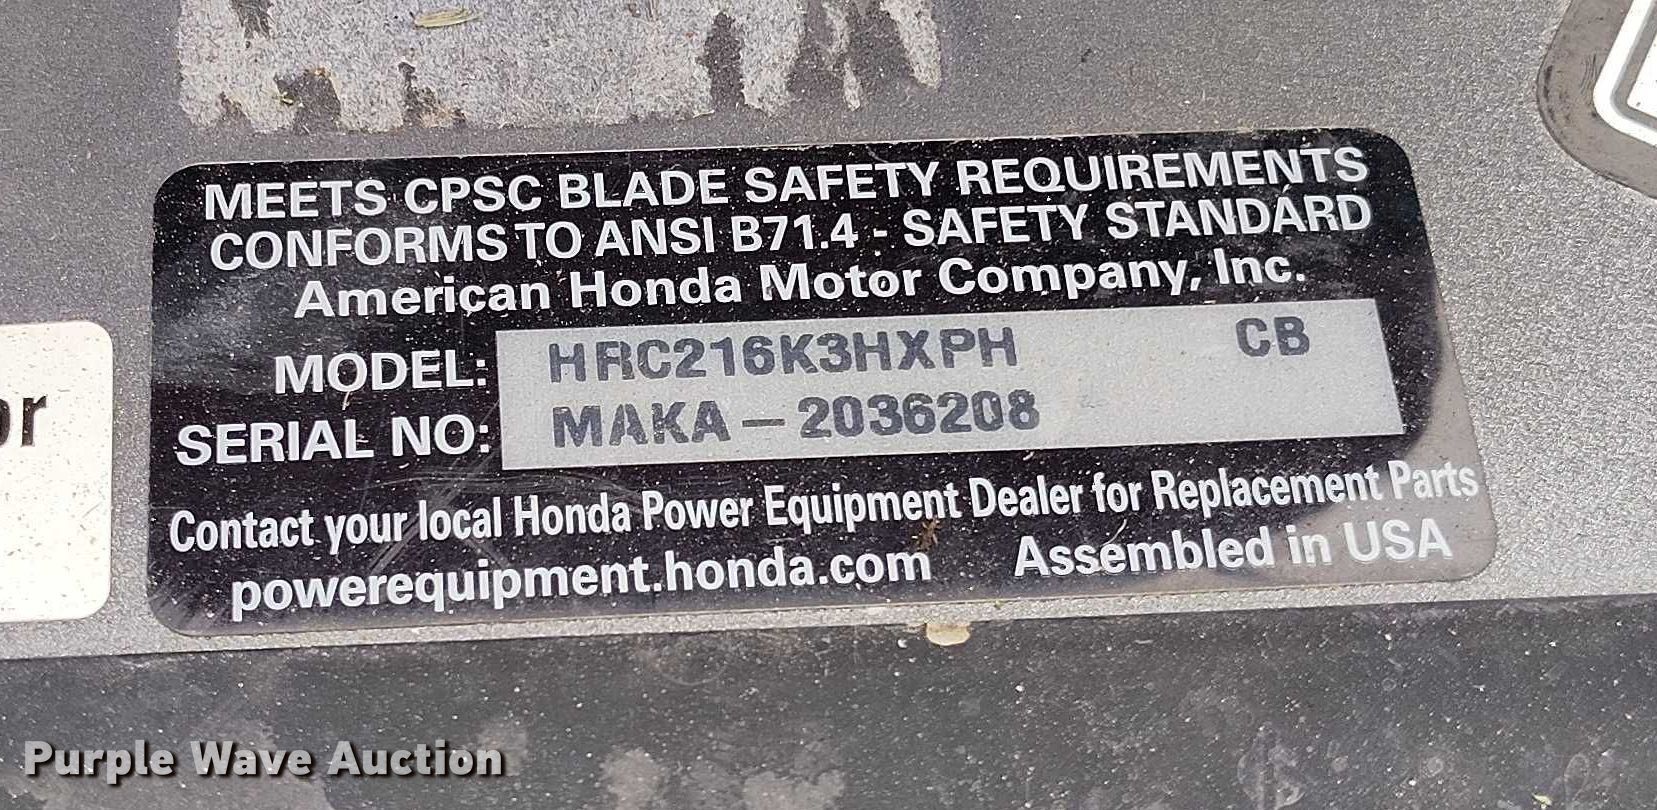 MEETS CPSC BLADE SAFETY REQUIREMENTS
CONFORMS TO ANSI B71.4 - SAFETY STANDARD
American Honda Motor Company, Inc.
MODEL: HRC216K3HXPH CB
SERIAL NO: MAKA-2036208
Contact your local Honda Power Equipment Dealer for Replacement Parts
powerequipment.honda.com Assembled in USA
or
Purple Wave Auction